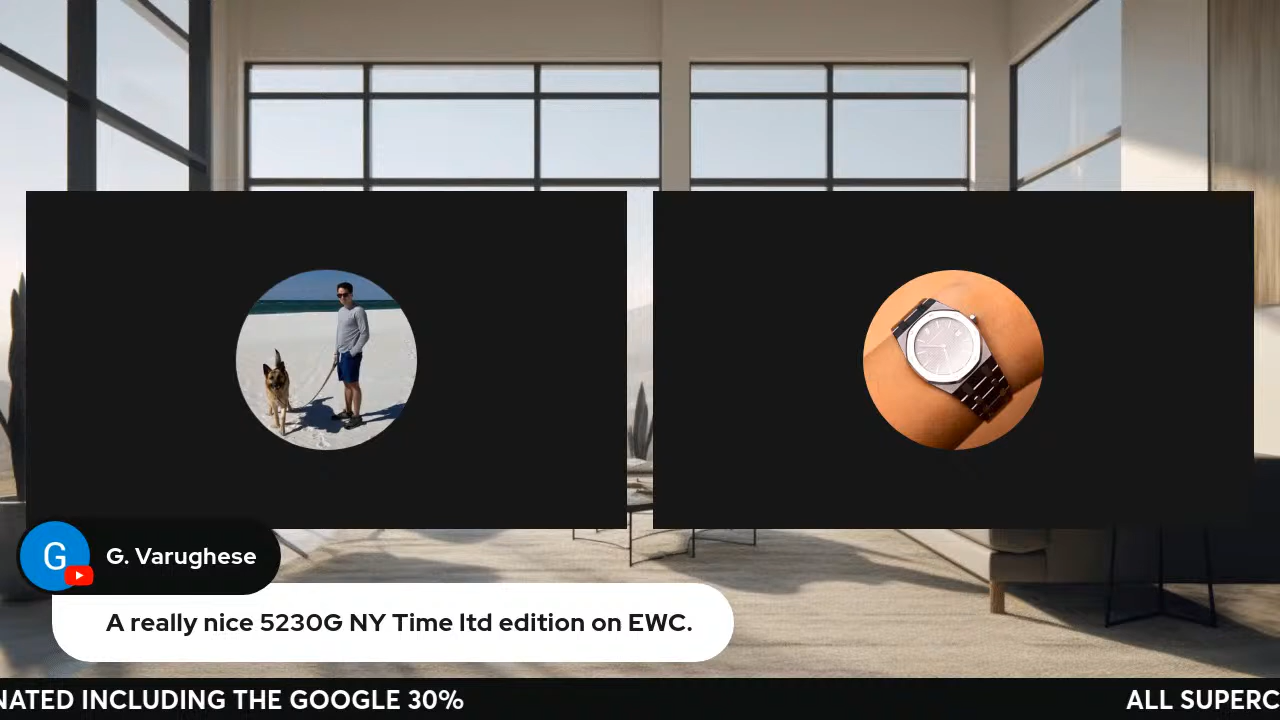 G
G. Varughese
A really nice 5230G NY Time ltd edition on EWC.
NATED INCLUDING THE GOOGLE 30%
ALL SUPERC